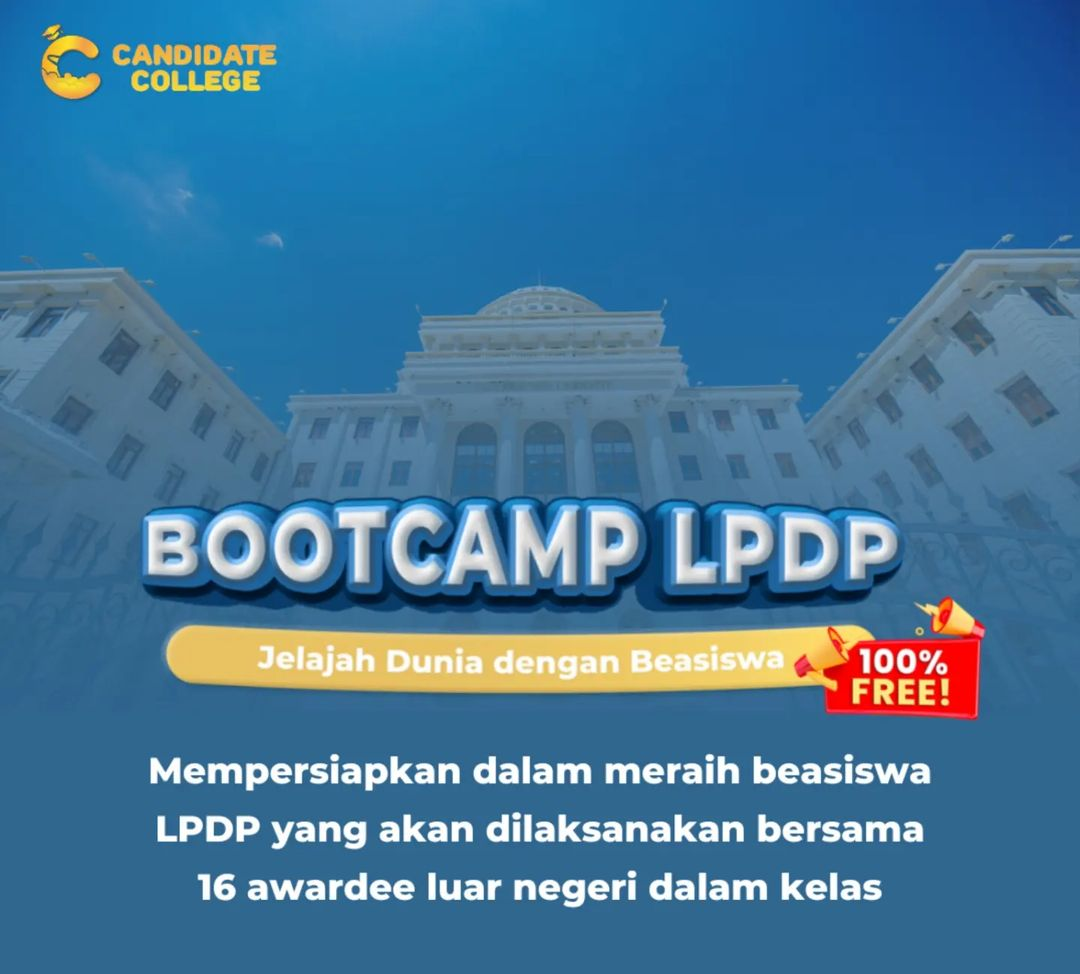 CANDIDATE
COLLEGE
BOOTCAMP LPDP
Jelajah Dunia dengan Beasiswa
100%
FREE!
Mempersiapkan dalam meraih beasiswa
LPDP yang akan dilaksanakan bersama
16 awardee luar negeri dalam kelas